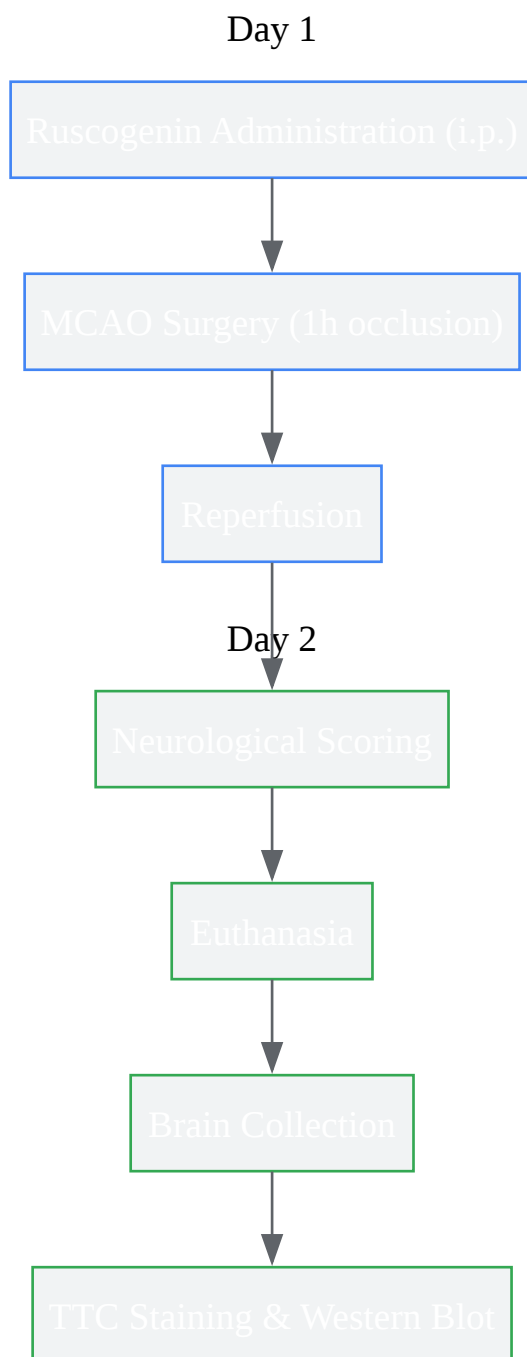 Day 1
Ruscogenin Administration (i.p.)
MCAO Surgery (1h occlusion)
Reperfusion
Day 2
Neurological Scoring
Euthanasia
Brain Collection
TTC Staining & Western Blot